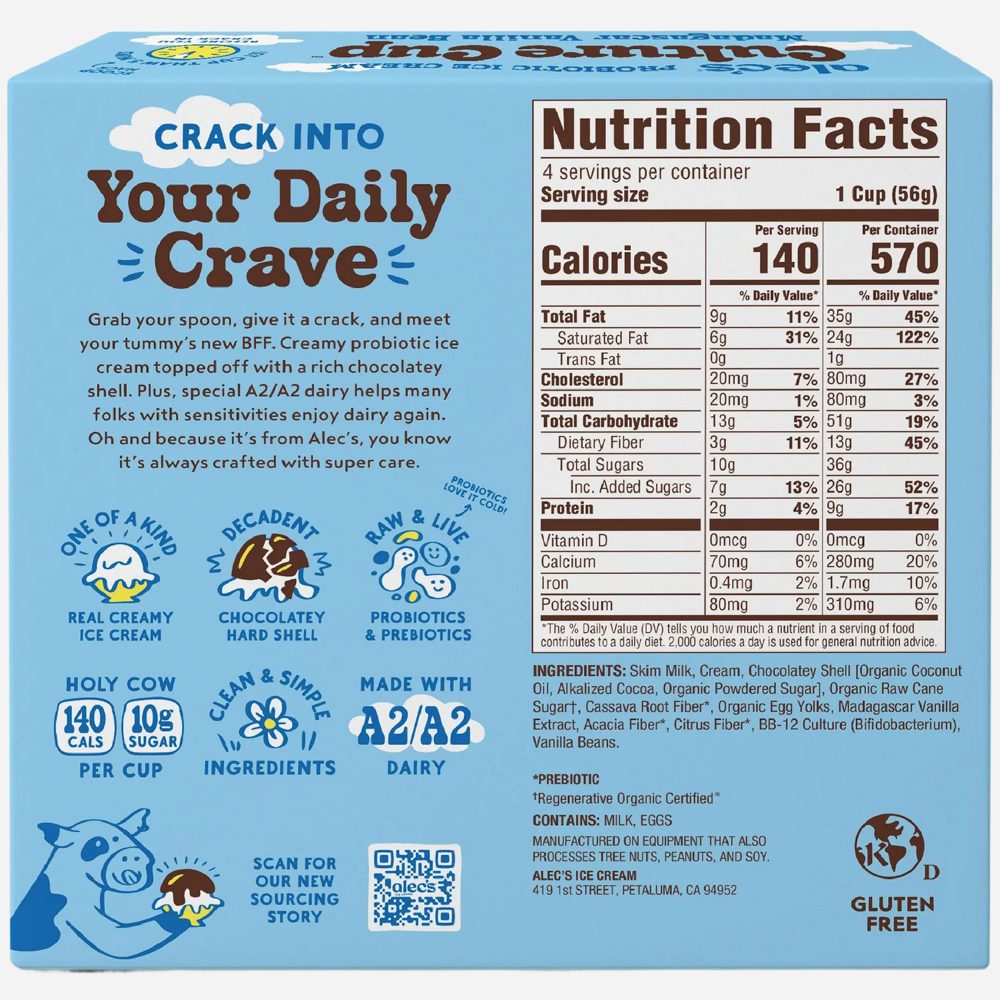 BECOME YOUR
CRACK IN
Madagascar Vanilla Bean
Culture Cup™
alec's PROBIOTIC ICE CREAM
CRACK INTO
Your Daily
Crave
Grab your spoon, give it a crack, and meet
your tummy's new BFF. Creamy probiotic ice
cream topped off with a rich chocolatey
shell. Plus, special A2/A2 dairy helps many
folks with sensitivities enjoy dairy again.
Oh and because it's from Alec's, you know
it's always crafted with super care.
PROBIOTICS
LOVE IT COLD!
ONE OF A KIND
REAL CREAMY
ICE CREAM
DECADENT
CHOCOLATEY
HARD SHELL
RAW & LIVE
PROBIOTICS
& PREBIOTICS
HOLY COW
140 CALS 10g SUGAR
PER CUP
CLEAN & SIMPLE
INGREDIENTS
MADE WITH
A2/A2
DAIRY
SCAN FOR
OUR NEW
SOURCING
STORY
alec's
Nutrition Facts
4 servings per container
Serving size 1 Cup (56g)
Per Serving Per Container
Calories 140 570
% Daily Value* % Daily Value*
Total Fat 9g 11% 35g 45%
Saturated Fat 6g 31% 24g 122%
Trans Fat 0g 1g
Cholesterol 20mg 7% 80mg 27%
Sodium 20mg 1% 80mg 3%
Total Carbohydrate 13g 5% 51g 19%
Dietary Fiber 3g 11% 13g 45%
Total Sugars 10g 36g
Inc. Added Sugars 7g 13% 26g 52%
Protein 2g 4% 9g 17%
Vitamin D 0mcg 0% 0mcg 0%
Calcium 70mg 6% 280mg 20%
Iron 0.4mg 2% 1.7mg 10%
Potassium 80mg 2% 310mg 6%
*The % Daily Value (DV) tells you how much a nutrient in a serving of food
contributes to a daily diet. 2,000 calories a day is used for general nutrition advice.
INGREDIENTS: Skim Milk, Cream, Chocolatey Shell [Organic Coconut
Oil, Alkalized Cocoa, Organic Powdered Sugar], Organic Raw Cane
Sugar†, Cassava Root Fiber*, Organic Egg Yolks, Madagascar Vanilla
Extract, Acacia Fiber*, Citrus Fiber*, BB-12 Culture (Bifidobacterium),
Vanilla Beans.
*PREBIOTIC
†Regenerative Organic Certified®
CONTAINS: MILK, EGGS
MANUFACTURED ON EQUIPMENT THAT ALSO
PROCESSES TREE NUTS, PEANUTS, AND SOY.
ALEC'S ICE CREAM
419 1st STREET, PETALUMA, CA 94952
K D
GLUTEN
FREE